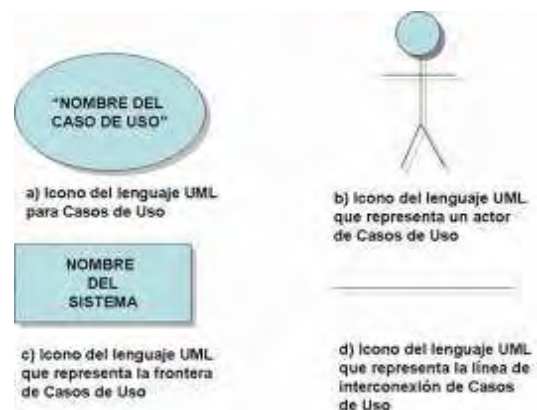 "NOMBRE DEL
CASO DE USO"
a) Icono del lenguaje UML
para Casos de Uso
b) Icono del lenguaje UML
que representa un actor
de Casos de Uso
NOMBRE
DEL
SISTEMA
c) Icono del lenguaje UML
que representa la frontera
de Casos de Uso
d) Icono del lenguaje UML
que representa la línea de
interconexión de Casos
de Uso